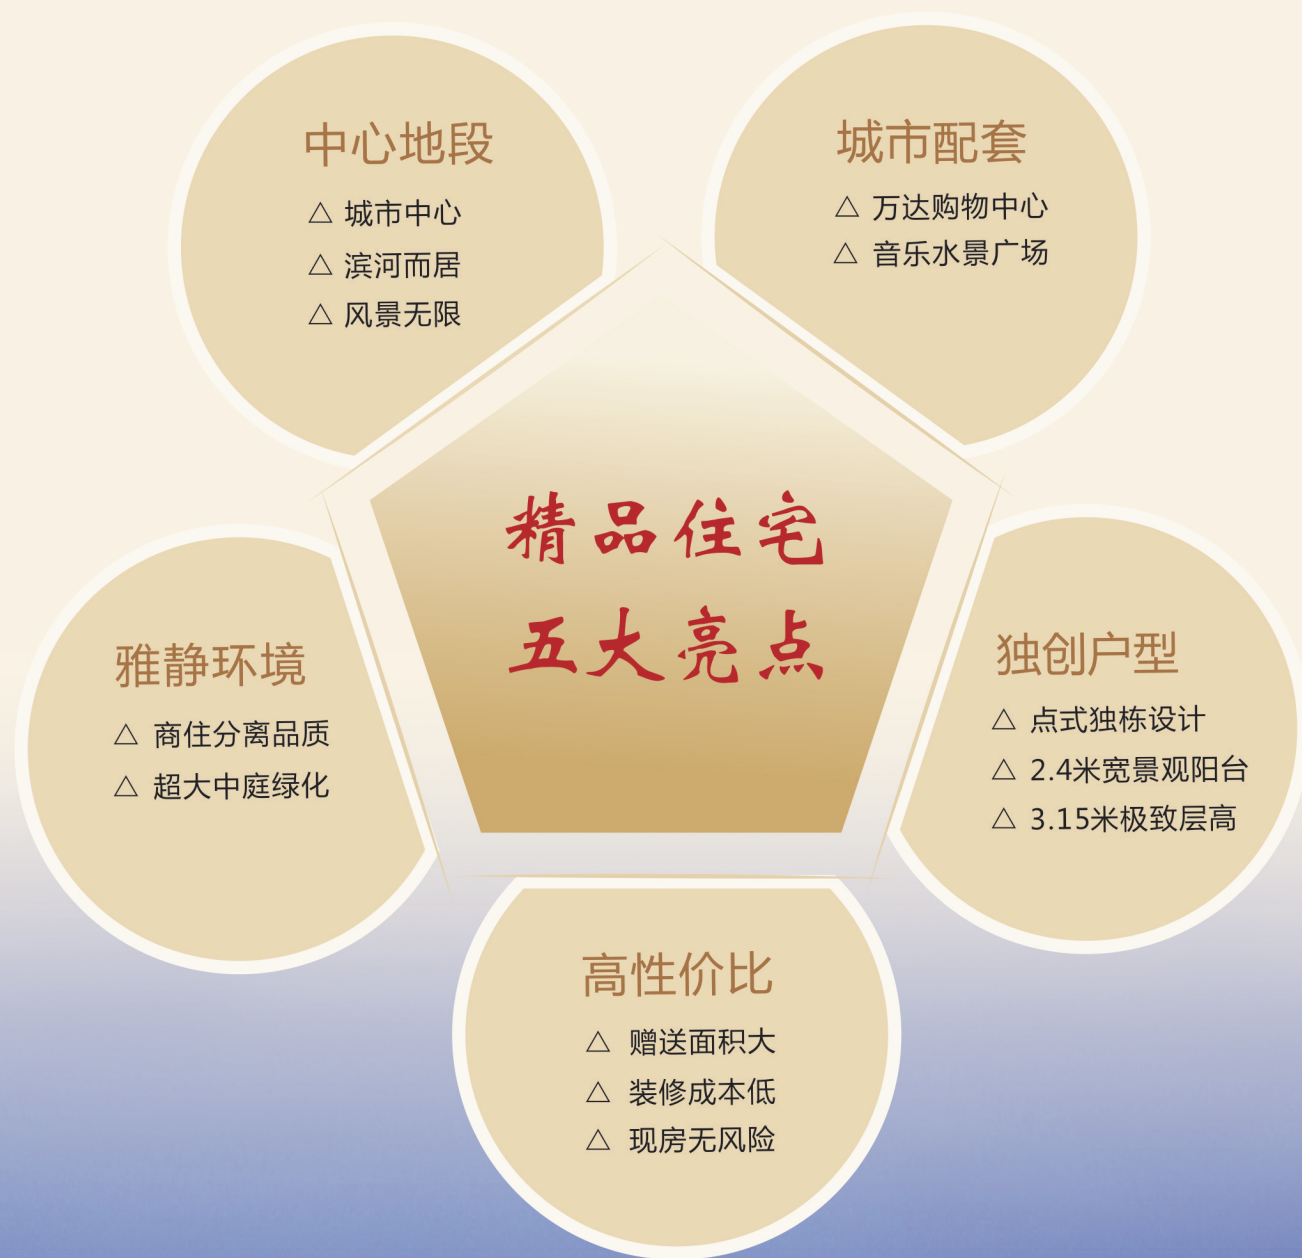 中心地段
△ 城市中心
△ 滨河而居
△ 风景无限
城市配套
△ 万达购物中心
△ 音乐水景广场
精品住宅
五大亮点
雅静环境
△ 商住分离品质
△ 超大中庭绿化
独创户型
△ 点式独栋设计
△ 2.4米宽景观阳台
△ 3.15米极致层高
高性价比
△ 赠送面积大
△ 装修成本低
△ 现房无风险